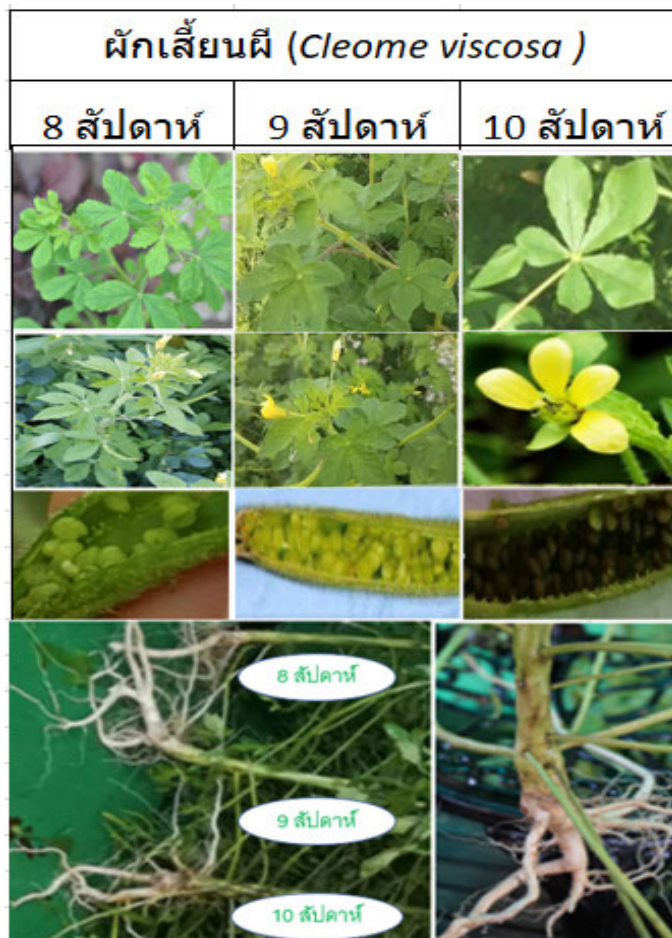 ผักเสี้ยนผี (Cleome viscosa )
8 สัปดาห์ 9 สัปดาห์ 10 สัปดาห์
8 สัปดาห์
9 สัปดาห์
10 สัปดาห์